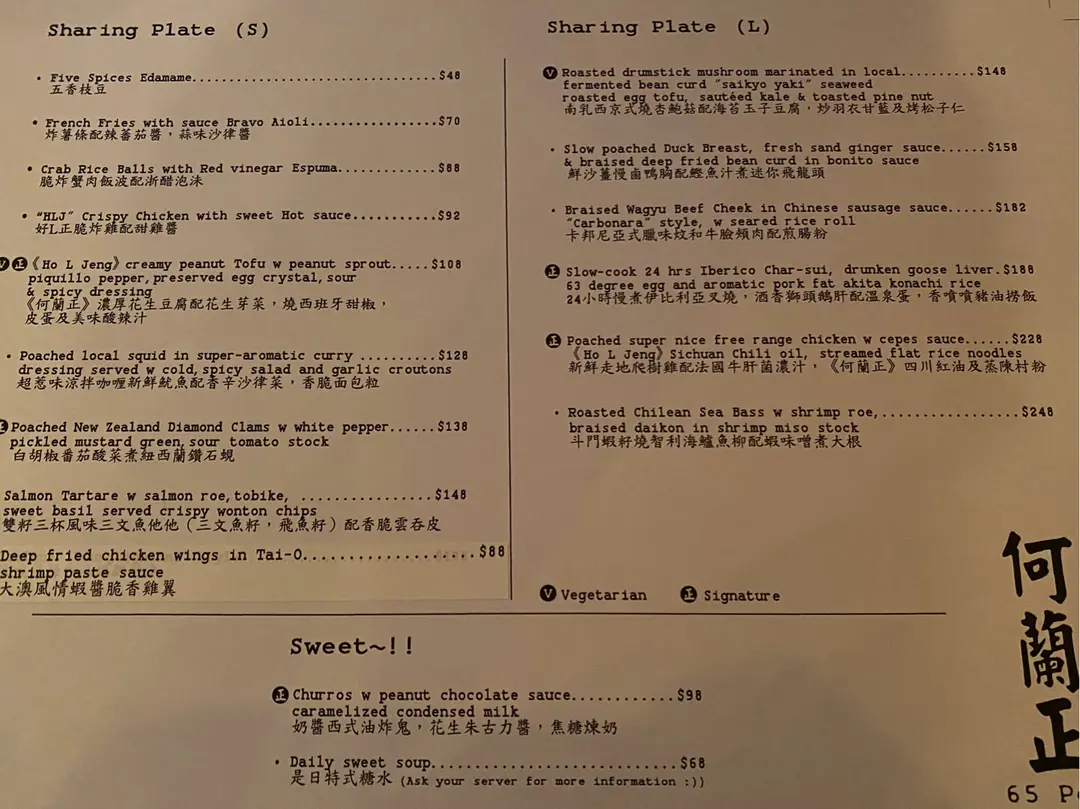 Sharing Plate (S)
• Five Spices Edamame................................$48
五香枝豆
• French Fries with sauce Bravo Aioli.................$70
炸薯條配辣蕃茄醬，蒜味沙律醬
• Crab Rice Balls with Red vinegar Espuma.............$88
脆炸蟹肉飯波配浙醋泡沫
• "HLJ" Crispy Chicken with sweet Hot sauce...........$92
好L正脆炸雞配甜雞醬
V 正《Ho L Jeng》creamy peanut Tofu w peanut sprout.....$108
piquillo pepper,preserved egg crystal,sour
& spicy dressing
《何蘭正》濃厚花生豆腐配花生芽菜，燒西班牙甜椒，
皮蛋及美味酸辣汁
• Poached local squid in super-aromatic curry ..........$128
dressing served w cold,spicy salad and garlic croutons
超惹味涼拌咖喱新鮮魷魚配香辛沙律菜，香脆面包粒
正 Poached New Zealand Diamond Clams w white pepper......$138
pickled mustard green,sour tomato stock
白胡椒番茄酸菜煮紐西蘭鑽石蜆
Salmon Tartare w salmon roe,tobike, ................$148
sweet basil served crispy wonton chips
雙籽三杯風味三文魚他他（三文魚籽，飛魚籽）配香脆雲吞皮
Deep fried chicken wings in Tai-O....................$88
shrimp paste sauce
大澳風情蝦醬脆香雞翼
Sharing Plate (L)
V Roasted drumstick mushroom marinated in local..........$148
fermented bean curd "saikyo yaki" seaweed
roasted egg tofu, sautéed kale & toasted pine nut
南乳西京式燒杏鮑菇配海苔玉子豆腐，炒羽衣甘藍及烤松子仁
• Slow poached Duck Breast, fresh sand ginger sauce......$158
& braised deep fried bean curd in bonito sauce
鮮沙薑慢鹵鴨胸配鰹魚汁煮迷你飛龍頭
• Braised Wagyu Beef Cheek in Chinese sausage sauce......$182
"Carbonara" style, w seared rice roll
卡邦尼亞式臘味炆和牛臉頰肉配煎腸粉
正 Slow-cook 24 hrs Iberico Char-sui, drunken goose liver.$188
63 degree egg and aromatic pork fat akita konachi rice
24小時慢煮伊比利亞叉燒，酒香獅頭鵝肝配溫泉蛋，香噴噴豬油撈飯
正 Poached super nice free range chicken w cepes sauce......$228
《Ho L Jeng》Sichuan Chili oil, streamed flat rice noodles
新鮮走地爬樹雞配法國牛肝菌濃汁，《何蘭正》四川紅油及蒸陳村粉
• Roasted Chilean Sea Bass w shrimp roe,.................$248
braised daikon in shrimp miso stock
斗門蝦籽燒智利海鱸魚柳配蝦味噌煮大根
V Vegetarian 正 Signature
Sweet~!!
正 Churros w peanut chocolate sauce............$98
caramelized condensed milk
奶醬西式油炸鬼，花生朱古力醬，焦糖煉奶
• Daily sweet soup..............................$68
是日特式糖水 (Ask your server for more information :))
何蘭正
65